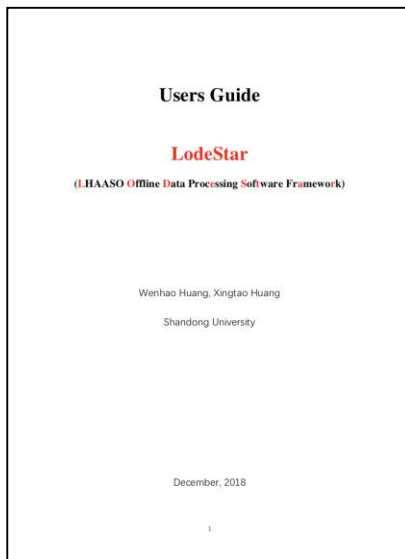 Users Guide
LodeStar
(LHAASO Offline Data Processing Software Framework)
Wenhao Huang, Xingtao Huang
Shandong University
December, 2018
1